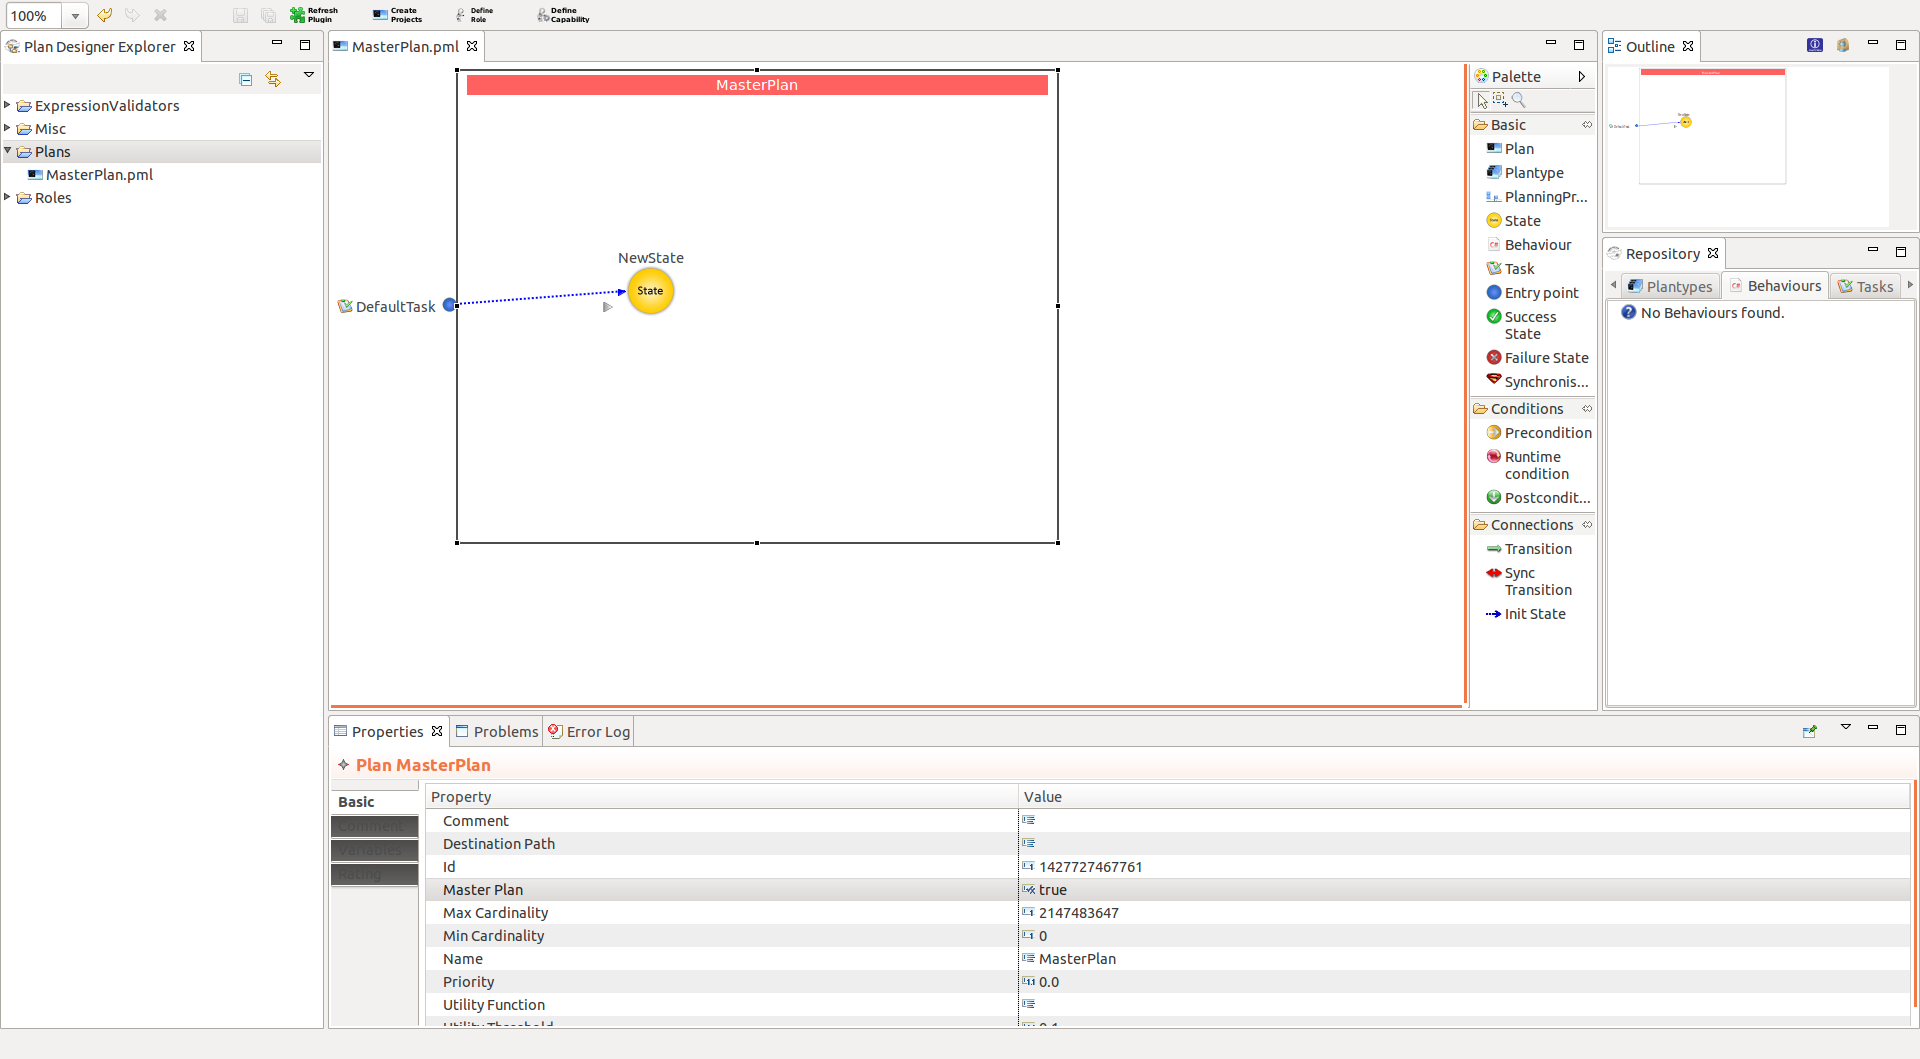 100%
Refresh
Plugin
Create
Projects
Define
Role
Define
Capability
Plan Designer Explorer
ExpressionValidators
Misc
Plans
MasterPlan.pml
Roles
MasterPlan.pml
MasterPlan
NewState
State
DefaultTask
Palette
Basic
Plan
Plantype
PlanningPr...
State
Behaviour
Task
Entry point
Success
State
Failure State
Synchronis...
Conditions
Precondition
Runtime
condition
Postcondit...
Connections
Transition
Sync
Transition
Init State
Outline
Repository
Plantypes
Behaviours
Tasks
No Behaviours found.
Properties
Problems
Error Log
Plan MasterPlan
Basic
Comment
Variables
Rating
Property Value
Comment
Destination Path
Id 1427727467761
Master Plan true
Max Cardinality 2147483647
Min Cardinality 0
Name MasterPlan
Priority 0.0
Utility Function
Utility Threshold 0.1